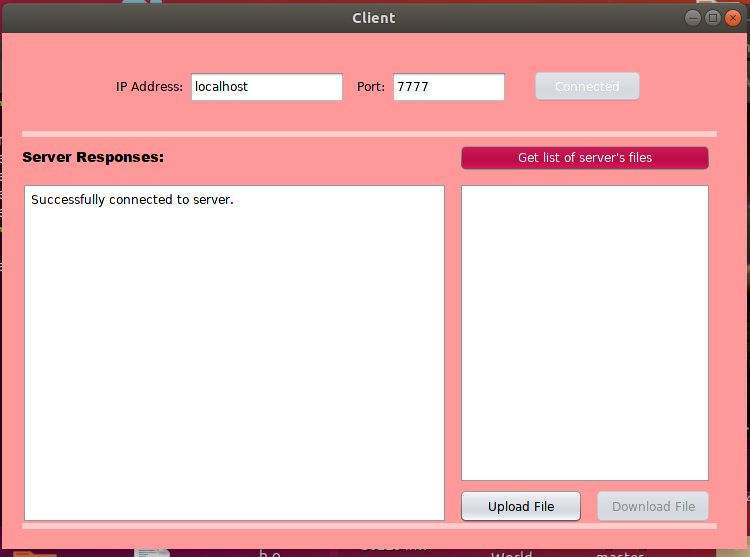 Client
IP Address: localhost Port: 7777 Connected
Server Responses: Get list of server's files
Successfully connected to server.
Upload File Download File
World master